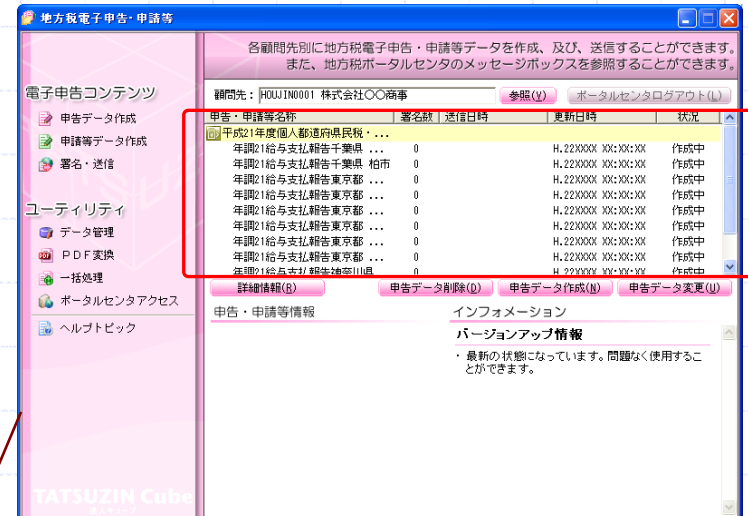 地方税電子申告・申請等
各顧問先別に地方税電子申告・申請等データを作成、及び、送信することができます。
また、地方税ポータルセンタのメッセージボックスを参照することができます。
電子申告コンテンツ
申告データ作成
申請等データ作成
署名・送信
ユーティリティ
データ管理
PDF変換
一括処理
ポータルセンタアクセス
ヘルプトピック
TATSUZIN Cube
達人キューブ
顧問先: HOUJIN0001 株式会社〇〇商事 参照(Y) ポータルセンタログアウト(L)
申告・申請等名称 署名数 送信日時 更新日時 状況
平成21年度個人都道府県民税・...
年調21給与支払報告千葉県 ... 0 H.22XXXX XX:XX:XX 作成中
年調21給与支払報告千葉県 柏市 0 H.22XXXX XX:XX:XX 作成中
年調21給与支払報告東京都 ... 0 H.22XXXX XX:XX:XX 作成中
年調21給与支払報告東京都 ... 0 H.22XXXX XX:XX:XX 作成中
年調21給与支払報告東京都 ... 0 H.22XXXX XX:XX:XX 作成中
年調21給与支払報告東京都 ... 0 H.22XXXX XX:XX:XX 作成中
年調21給与支払報告東京都 ... 0 H.22XXXX XX:XX:XX 作成中
年調21給与支払報告神奈川県 0 H.22XXXX XX:XX:XX 作成中
詳細情報(R) 申告データ削除(D) 申告データ作成(N) 申告データ変更(U)
申告・申請等情報
インフォメーション
バージョンアップ情報
・ 最新の状態になっています。問題なく使用するこ
とができます。